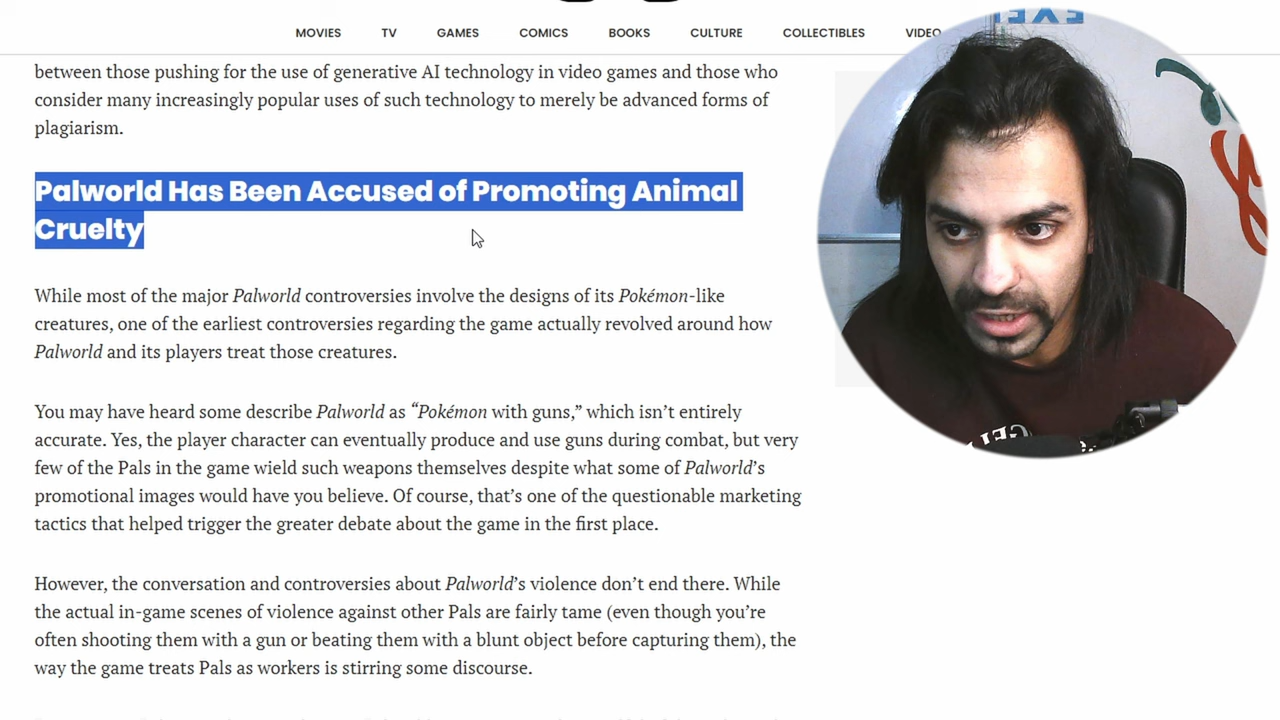 MOVIES TV GAMES COMICS BOOKS CULTURE COLLECTIBLES VIDEO
between those pushing for the use of generative AI technology in video games and those who
consider many increasingly popular uses of such technology to merely be advanced forms of
plagiarism.
Palworld Has Been Accused of Promoting Animal
Cruelty
While most of the major Palworld controversies involve the designs of its Pokémon-like
creatures, one of the earliest controversies regarding the game actually revolved around how
Palworld and its players treat those creatures.
You may have heard some describe Palworld as “Pokémon with guns,” which isn’t entirely
accurate. Yes, the player character can eventually produce and use guns during combat, but very
few of the Pals in the game wield such weapons themselves despite what some of Palworld’s
promotional images would have you believe. Of course, that’s one of the questionable marketing
tactics that helped trigger the greater debate about the game in the first place.
However, the conversation and controversies about Palworld’s violence don’t end there. While
the actual in-game scenes of violence against other Pals are fairly tame (even though you’re
often shooting them with a gun or beating them with a blunt object before capturing them), the
way the game treats Pals as workers is stirring some discourse.